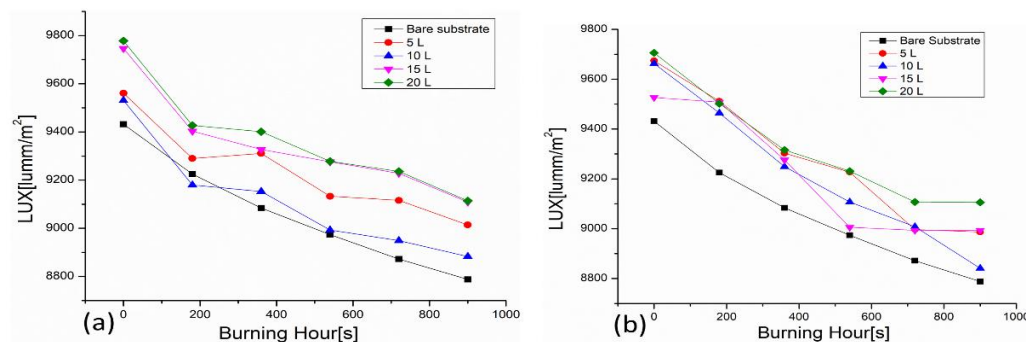 Bare substrate
5 L
10 L
15 L
20 L
9800
9600
9400
9200
9000
8800
LUX[lumm/m²]
0
200
400
600
800
1000
(a)
Burning Hour[s]
Bare Substrate
5 L
10 L
15 L
20 L
9800
9600
9400
9200
9000
8800
LUX[lumm/m²]
0
200
400
600
800
1000
(b)
Burning Hour[s]